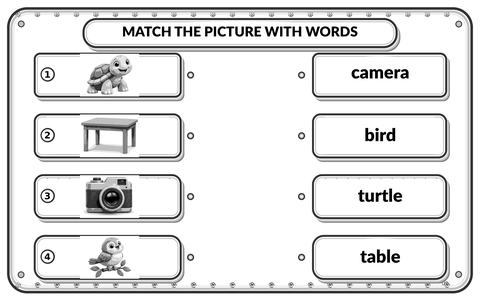 MATCH THE PICTURE WITH WORDS
1
camera
2
bird
3
turtle
4
table